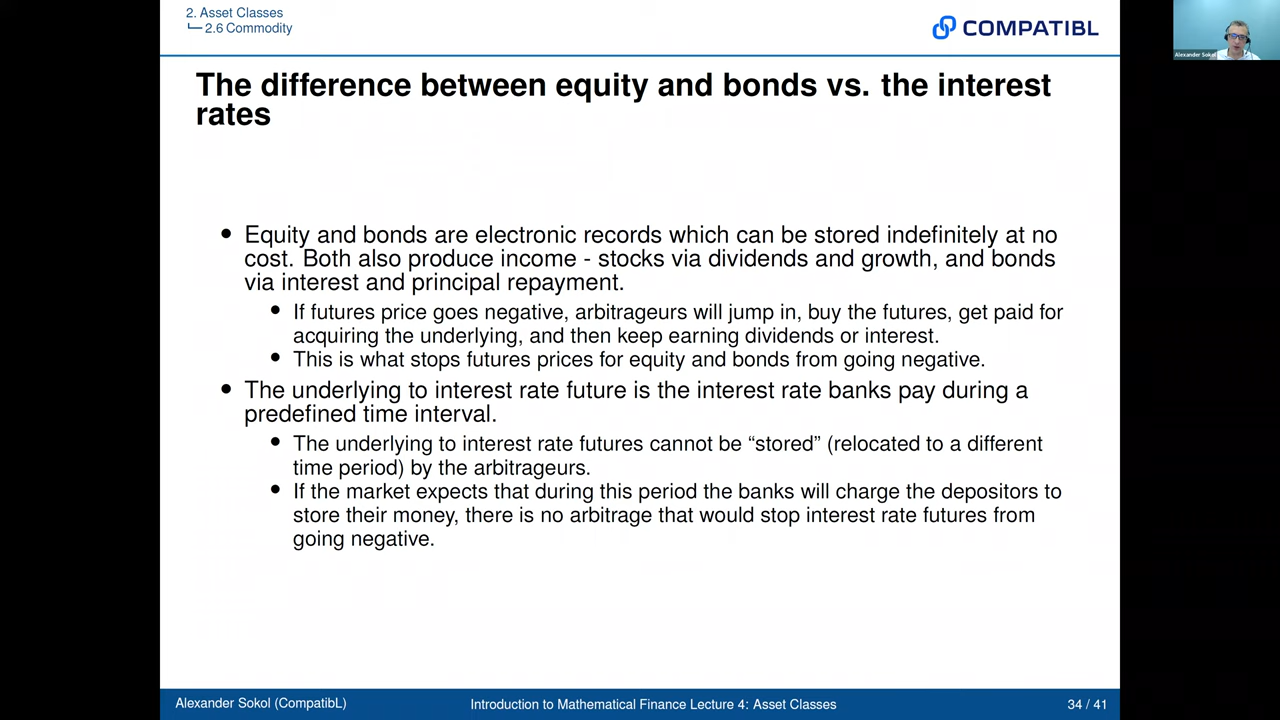 2. Asset Classes
2.6 Commodity
COMPATIBL
Alexander Sokol
The difference between equity and bonds vs. the interest
rates
• Equity and bonds are electronic records which can be stored indefinitely at no
cost. Both also produce income - stocks via dividends and growth, and bonds
via interest and principal repayment.
• If futures price goes negative, arbitrageurs will jump in, buy the futures, get paid for
acquiring the underlying, and then keep earning dividends or interest.
• This is what stops futures prices for equity and bonds from going negative.
• The underlying to interest rate future is the interest rate banks pay during a
predefined time interval.
• The underlying to interest rate futures cannot be “stored” (relocated to a different
time period) by the arbitrageurs.
• If the market expects that during this period the banks will charge the depositors to
store their money, there is no arbitrage that would stop interest rate futures from
going negative.
Alexander Sokol (CompatibL)
Introduction to Mathematical Finance Lecture 4: Asset Classes
34 / 41